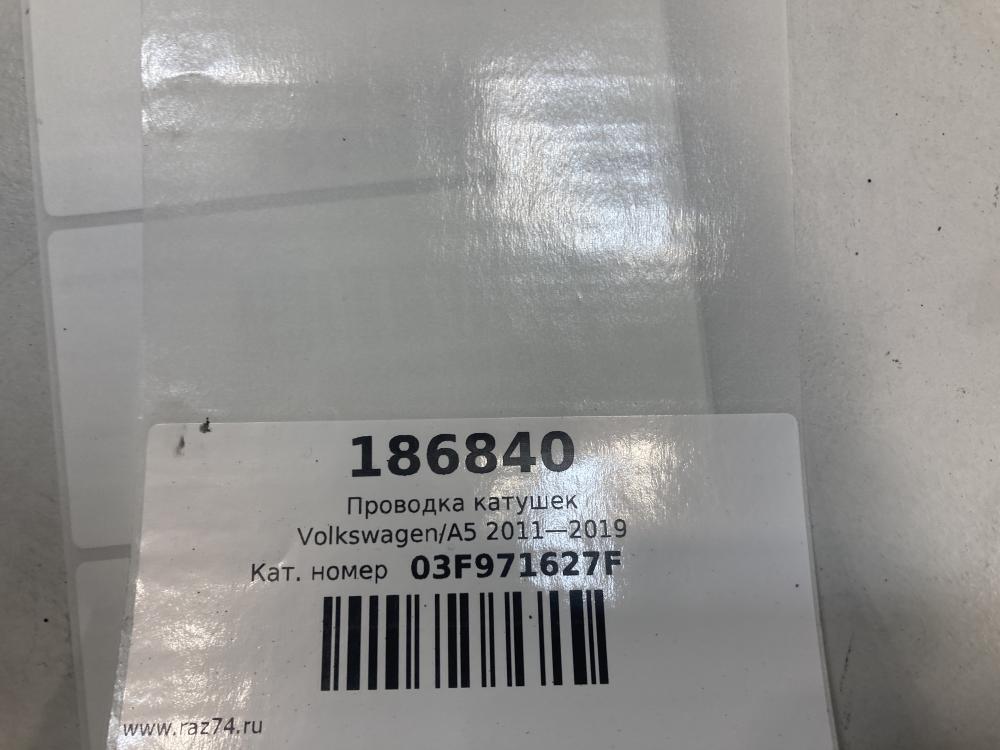 186840
Проводка катушек
Volkswagen/A5 2011—2019
Кат. номер 03F971627F
www.raz74.ru